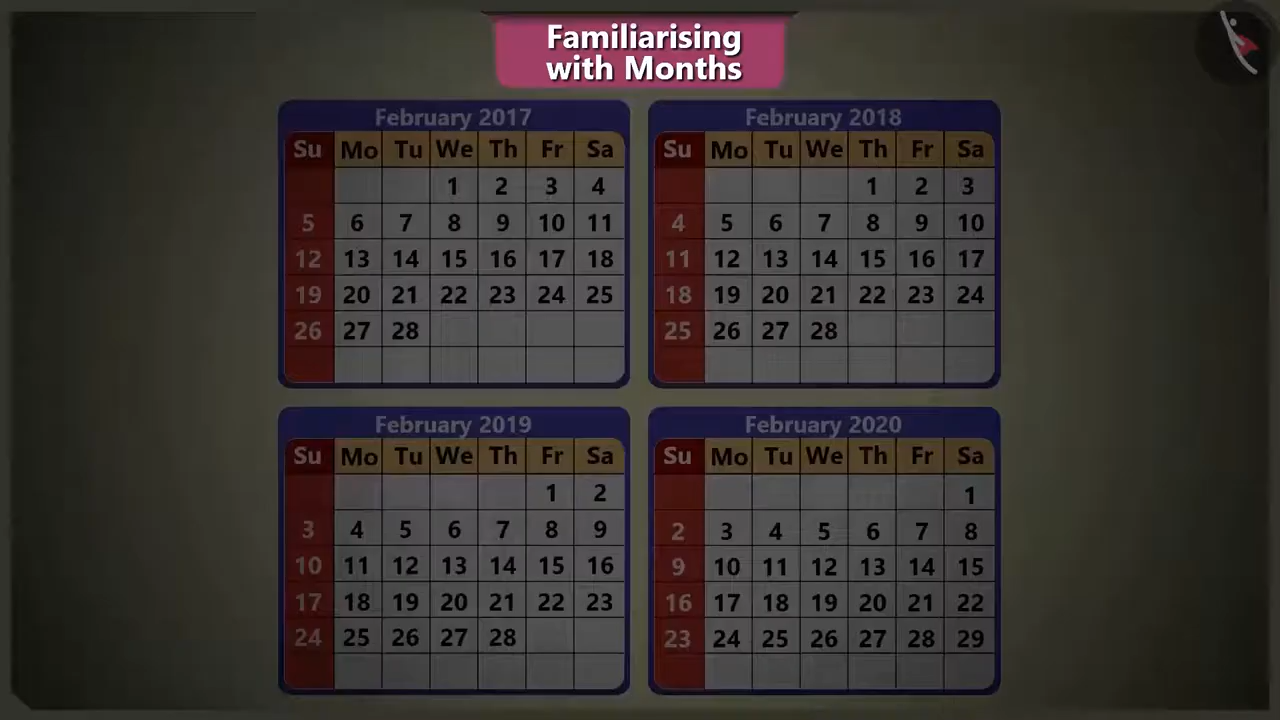 Familiarising
with Months
February 2017
Su Mo Tu We Th Fr Sa
1 2 3 4
5 6 7 8 9 10 11
12 13 14 15 16 17 18
19 20 21 22 23 24 25
26 27 28
February 2018
Su Mo Tu We Th Fr Sa
1 2 3
4 5 6 7 8 9 10
11 12 13 14 15 16 17
18 19 20 21 22 23 24
25 26 27 28
February 2019
Su Mo Tu We Th Fr Sa
1 2
3 4 5 6 7 8 9
10 11 12 13 14 15 16
17 18 19 20 21 22 23
24 25 26 27 28
February 2020
Su Mo Tu We Th Fr Sa
1
2 3 4 5 6 7 8
9 10 11 12 13 14 15
16 17 18 19 20 21 22
23 24 25 26 27 28 29